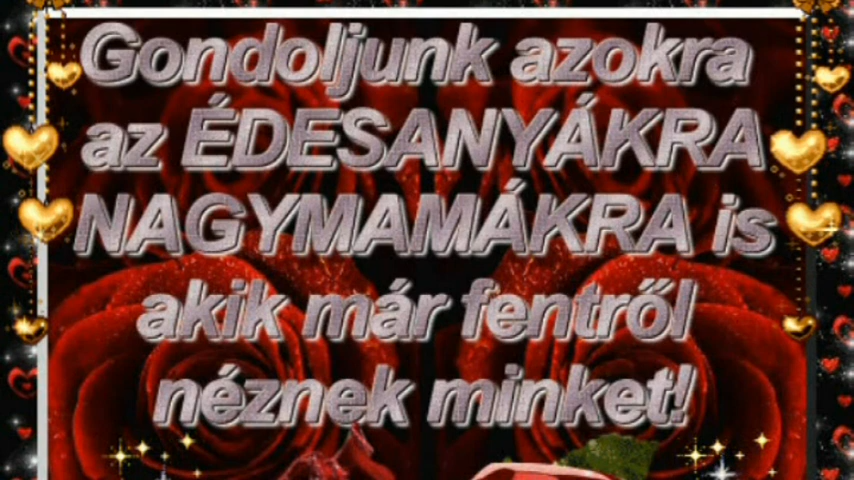 Gondoljunk azokra
az ÉDESANYÁKRA
NAGYMAMÁKRA is
akik már fentről
néznek minket!